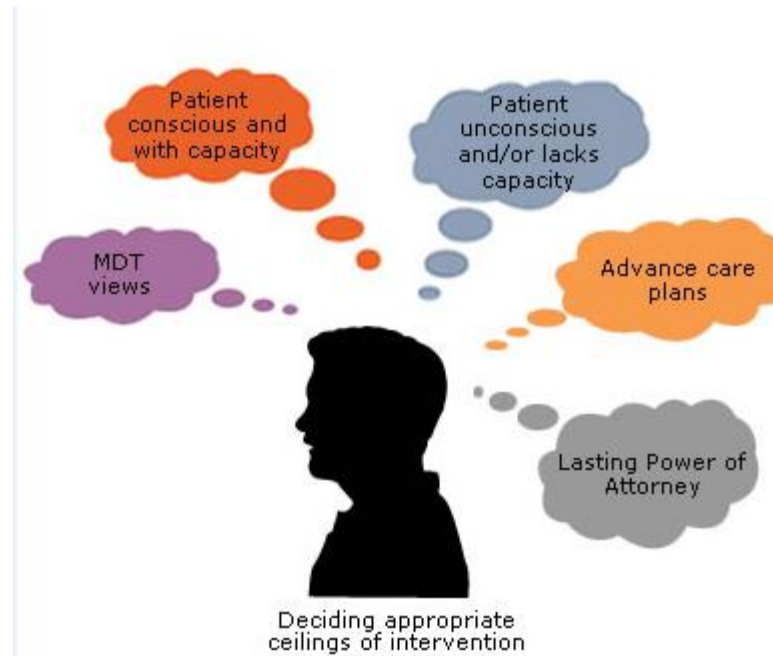 Patient
conscious and
with capacity
Patient
unconscious
and/or lacks
capacity
MDT
views
Advance care
plans
Lasting Power of
Attorney
Deciding appropriate
ceilings of intervention